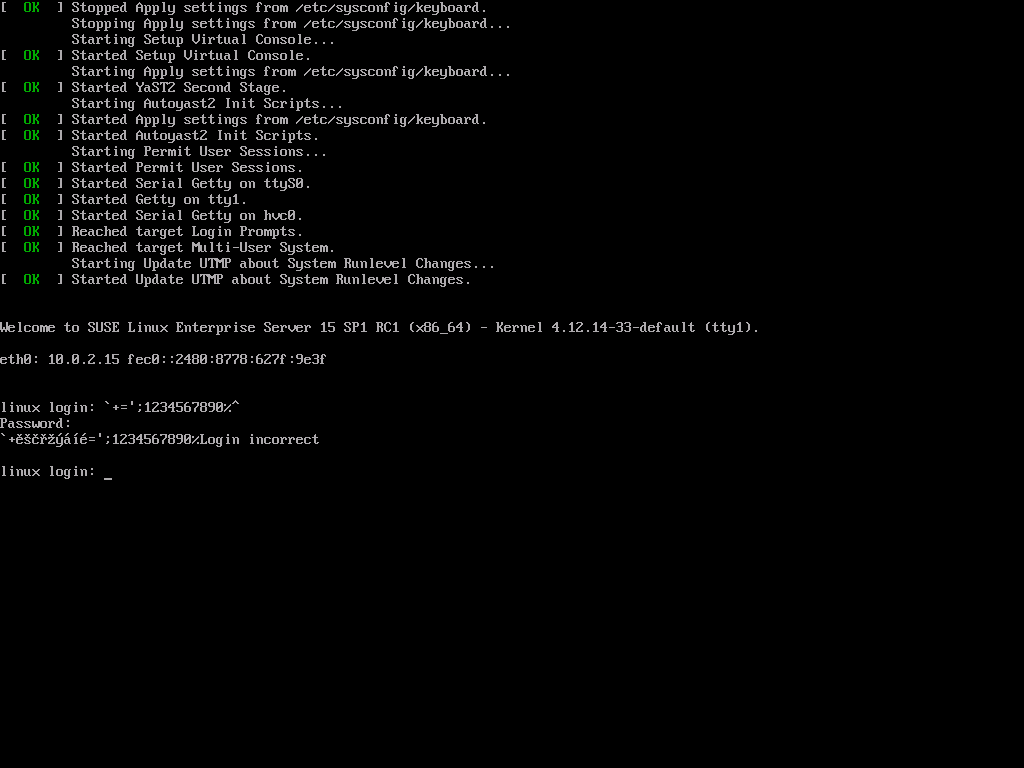 [  OK  ] Stopped Apply settings from /etc/sysconfig/keyboard.
Stopping Apply settings from /etc/sysconfig/keyboard...
Starting Setup Virtual Console...
[  OK  ] Started Setup Virtual Console.
Starting Apply settings from /etc/sysconfig/keyboard...
[  OK  ] Started YaST2 Second Stage.
Starting Autoyast2 Init Scripts...
[  OK  ] Started Apply settings from /etc/sysconfig/keyboard.
[  OK  ] Started Autoyast2 Init Scripts.
Starting Permit User Sessions...
[  OK  ] Started Permit User Sessions.
[  OK  ] Started Serial Getty on ttyS0.
[  OK  ] Started Getty on tty1.
[  OK  ] Started Serial Getty on hvc0.
[  OK  ] Reached target Login Prompts.
[  OK  ] Reached target Multi-User System.
Starting Update UTMP about System Runlevel Changes...
[  OK  ] Started Update UTMP about System Runlevel Changes.
Welcome to SUSE Linux Enterprise Server 15 SP1 RC1 (x86_64) - Kernel 4.12.14-33-default (tty1).
eth0: 10.0.2.15 fec0::2480:8778:627f:9e3f
linux login: `+=';1234567890%^
Password:
`+ěščřžýáíé=';1234567890%Login incorrect
linux login: _